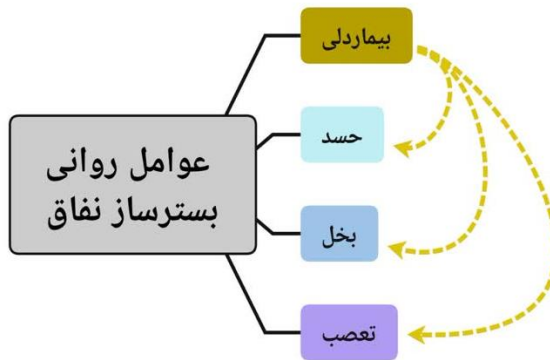 عوامل روانی
بسترساز نفاق
بیماردلی
حسد
بخل
تعصب